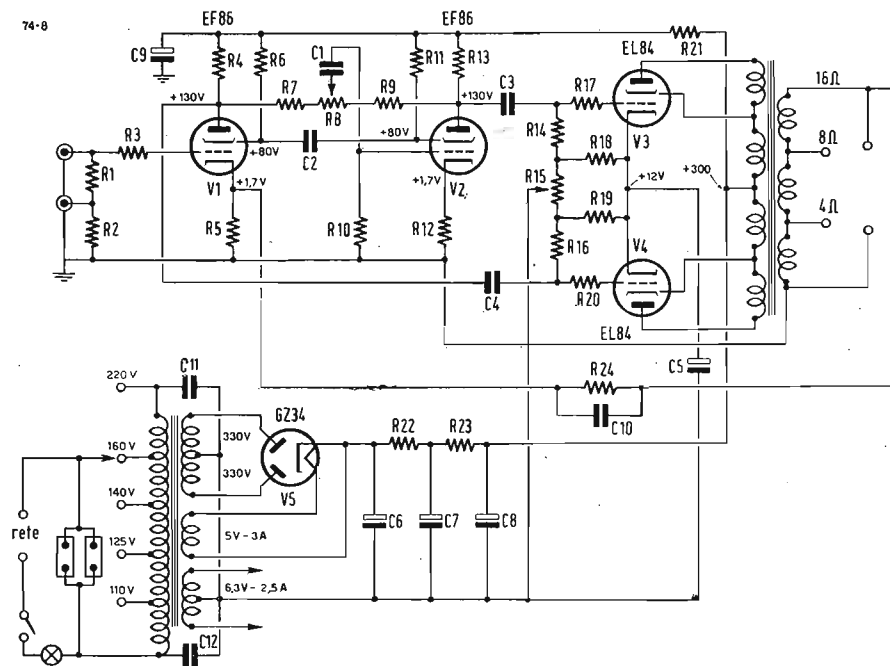 74-8
EF86
EF86
C9
R4
R6
C1
R11
R13
EL84
R21
+130V
R7
R8
R9
+130V
C3
R17
16Ω
R3
+80V
C2
+80V
R14
R18
V3
8Ω
R1
V1
+1,7V
+1,7V
V2
R15
+12V
+300
R2
R5
R10
R12
R19
V4
4Ω
R16
C4
R20
EL84
C11
R24
C5
220V
GZ34
C10
160V
330V
330V
R22
R23
140V
V5
C6
C7
C8
rete
125V
5V-3A
110V
6,3V-2,5A
C12